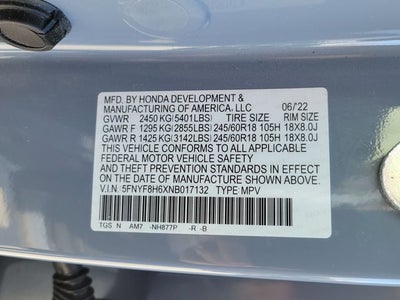 MFD. BY HONDA DEVELOPMENT &
MANUFACTURING OF AMERICA, LLC 06/'22
GVWR 2450 KG(5401LBS) TIRE SIZE RIM SIZE
GAWR F 1295 KG(2855LBS) 245/60R18 105H 18X8.0J
GAWR R 1425 KG(3142LBS) 245/60R18 105H 18X8.0J
THIS VEHICLE CONFORMS TO ALL APPLICABLE
FEDERAL MOTOR VEHICLE SAFETY, BUMPER,
AND THEFT PREVENTION STANDARDS IN EFFECT
ON THE DATE OF MANUFACTURE SHOWN ABOVE.
V.I.N. 5FNYF8H6XNB017132 TYPE MPV
TGS N AM7 -NH877P -R -B